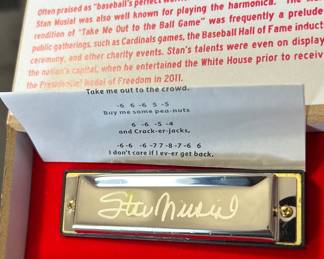 Often praised as "baseball's perfect
Stan Musial was also well known for playing the harmonica.
rendition of "Take Me Out to the Ball Game" was frequently a prelude
public gatherings, such as Cardinals games, the Baseball Hall of Fame induct
ceremony, and other charity events. Stan's talents were even on display
the nation's capital, when he entertained the White House prior to receiv
the Presidential Medal of Freedom in 2011.
Take me out to the crowd.
-6 -6 -6 5 -5
Buy me some pea-nuts
6 -6 -5 -4
and Crack-er-jacks,
-6 -6 -6 -7 7 -8 -7 -6 6
I don't care if I ev-er get back.
Stan Musial